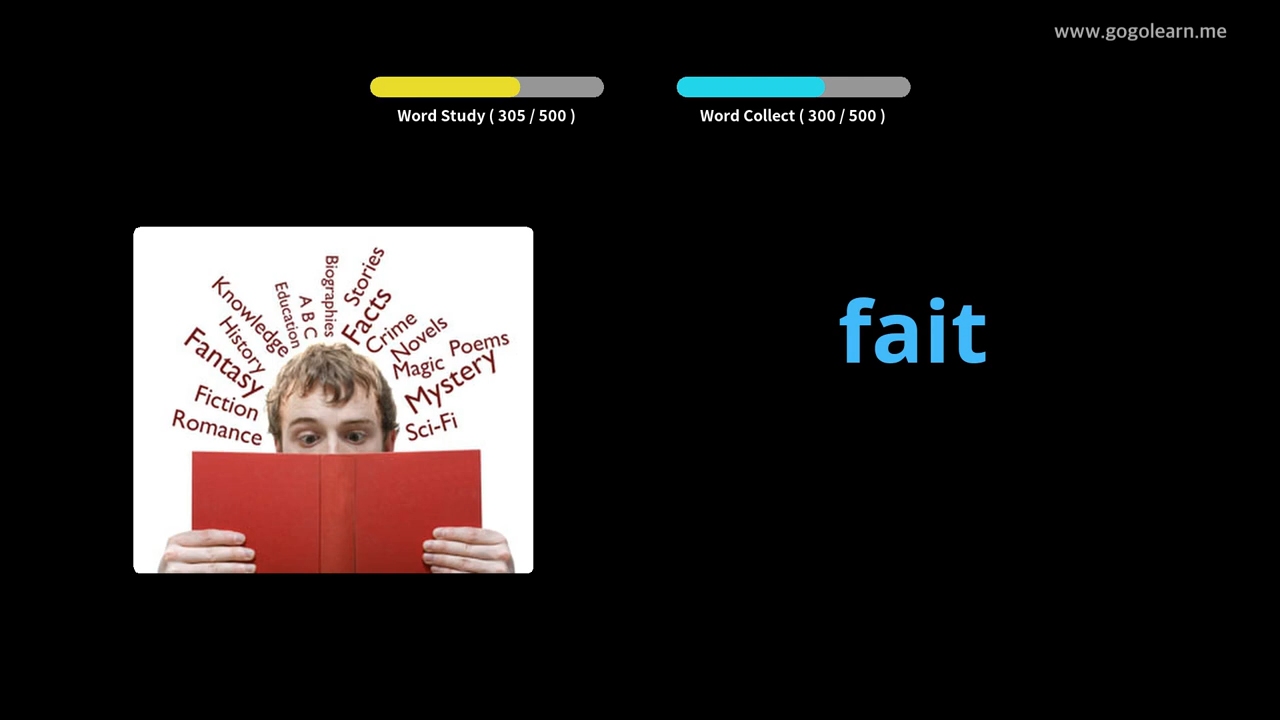 www.gogolearn.me
Word Study ( 305 / 500 )
Word Collect ( 300 / 500 )
fait
Stories
Biographies
Facts
Education
A B C
Knowledge
Crime
History
Novels
Poems
Magic
Fantasy
Mystery
Fiction
Romance
Sci-Fi